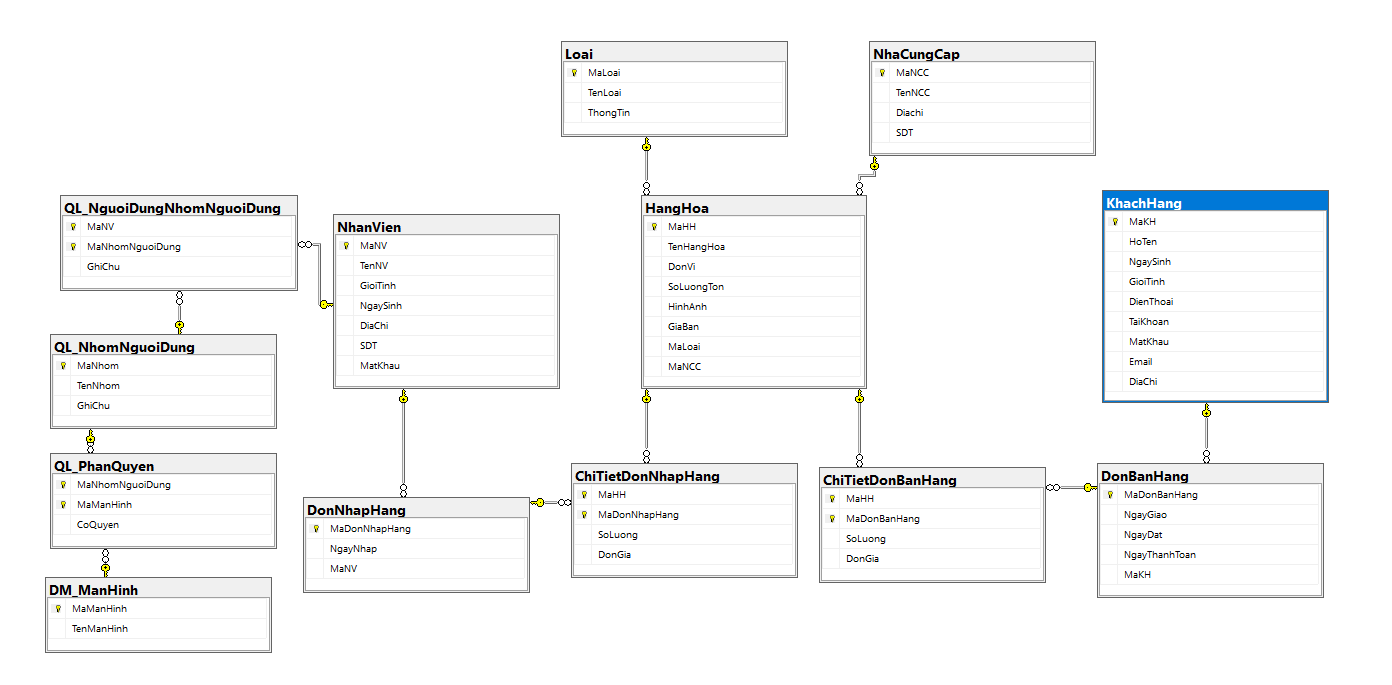 Loai
MaLoai
TenLoai
ThongTin
NhaCungCap
MaNCC
TenNCC
Diachi
SDT
QL_NguoiDungNhomNguoiDung
MaNV
MaNhomNguoiDung
GhiChu
NhanVien
MaNV
TenNV
GioiTinh
NgaySinh
DiaChi
SDT
MatKhau
HangHoa
MaHH
TenHangHoa
DonVi
SoLuongTon
HinhAnh
GiaBan
MaLoai
MaNCC
KhachHang
MaKH
HoTen
NgaySinh
GioiTinh
DienThoai
TaiKhoan
MatKhau
Email
DiaChi
QL_NhomNguoiDung
MaNhom
TenNhom
GhiChu
QL_PhanQuyen
MaNhomNguoiDung
MaManHinh
CoQuyen
DM_ManHinh
MaManHinh
TenManHinh
DonNhapHang
MaDonNhapHang
NgayNhap
MaNV
ChiTietDonNhapHang
MaHH
MaDonNhapHang
SoLuong
DonGia
ChiTietDonBanHang
MaHH
MaDonBanHang
SoLuong
DonGia
DonBanHang
MaDonBanHang
NgayGiao
NgayDat
NgayThanhToan
MaKH